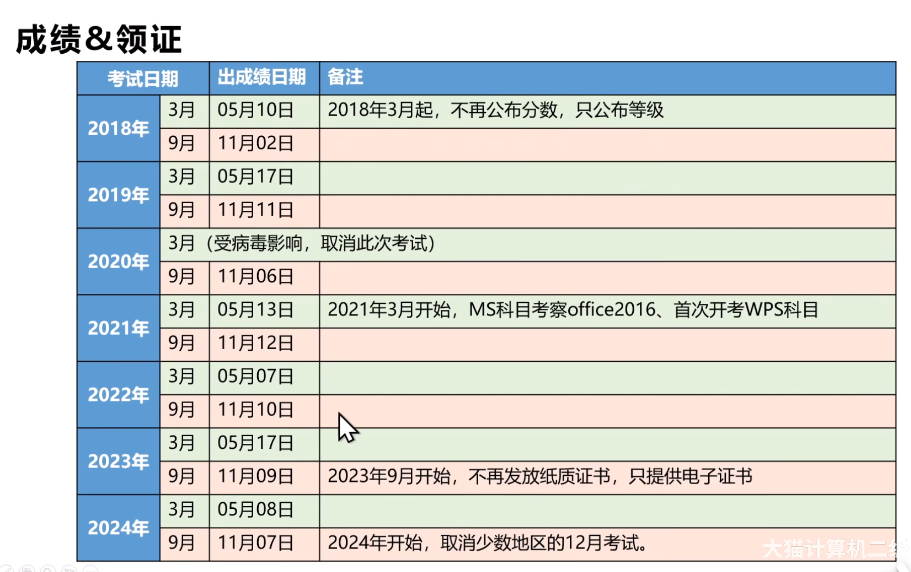 成绩&领证
考试日期 出成绩日期 备注
2018年 3月 05月10日 2018年3月起，不再公布分数，只公布等级
9月 11月02日
2019年 3月 05月17日
9月 11月11日
2020年 3月（受病毒影响，取消此次考试）
9月 11月06日
2021年 3月 05月13日 2021年3月开始，MS科目考察office2016、首次开考WPS科目
9月 11月12日
2022年 3月 05月07日
9月 11月10日
2023年 3月 05月17日
9月 11月09日 2023年9月开始，不再发放纸质证书，只提供电子证书
2024年 3月 05月08日
9月 11月07日 2024年开始，取消少数地区的12月考试。
大猫计算机二